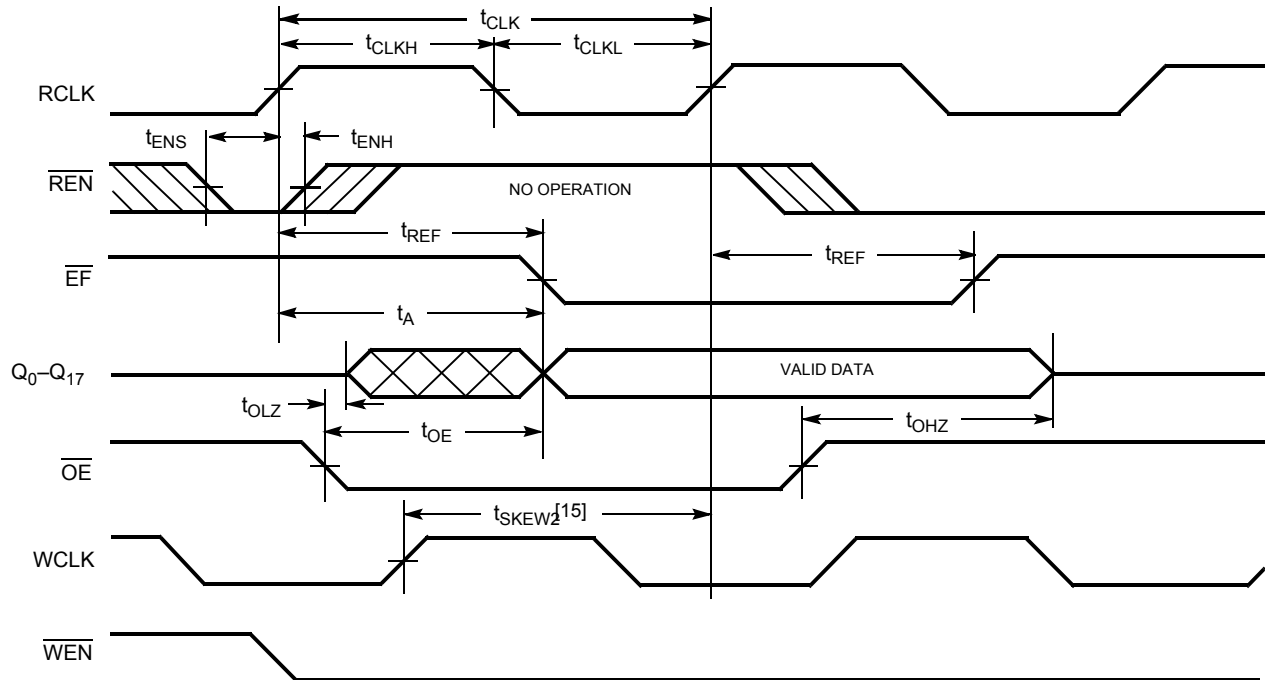 tCLK
tCLKH tCLKL
RCLK
tENS tENH
REN NO OPERATION
tREF
tREF
EF
tA
Q0–Q17 VALID DATA
tOLZ
tOE tOHZ
OE
tSKEW2[15]
WCLK
WEN